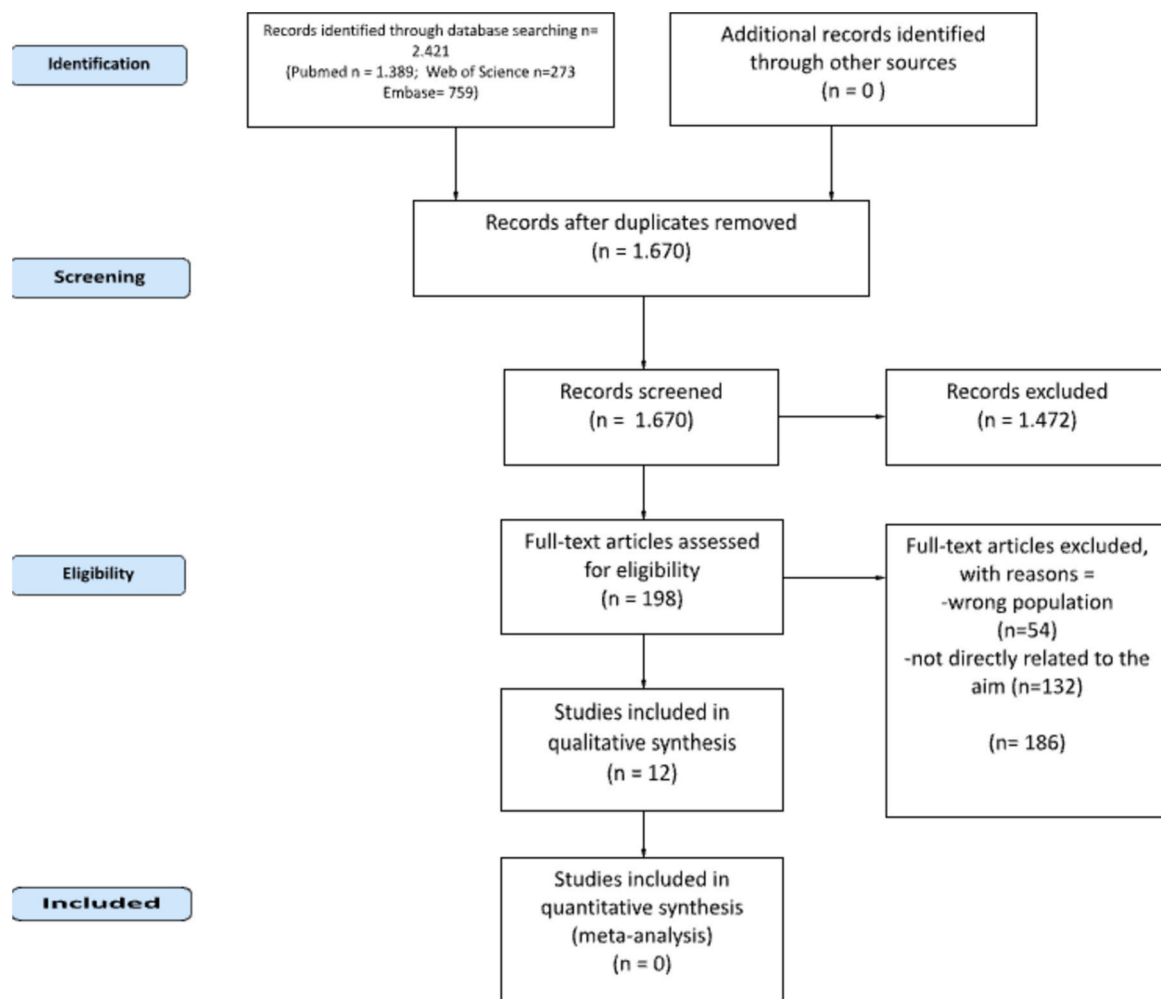 Identification
Records identified through database searching n=
2.421
(Pubmed n = 1.389; Web of Science n=273
Embase= 759)
Additional records identified
through other sources
(n = 0 )
Records after duplicates removed
(n = 1.670)
Screening
Records screened
(n = 1.670)
Records excluded
(n = 1.472)
Eligibility
Full-text articles assessed
for eligibility
(n = 198)
Full-text articles excluded,
with reasons =
-wrong population
(n=54)
-not directly related to the
aim (n=132)
(n= 186)
Studies included in
qualitative synthesis
(n = 12)
Included
Studies included in
quantitative synthesis
(meta-analysis)
(n = 0)